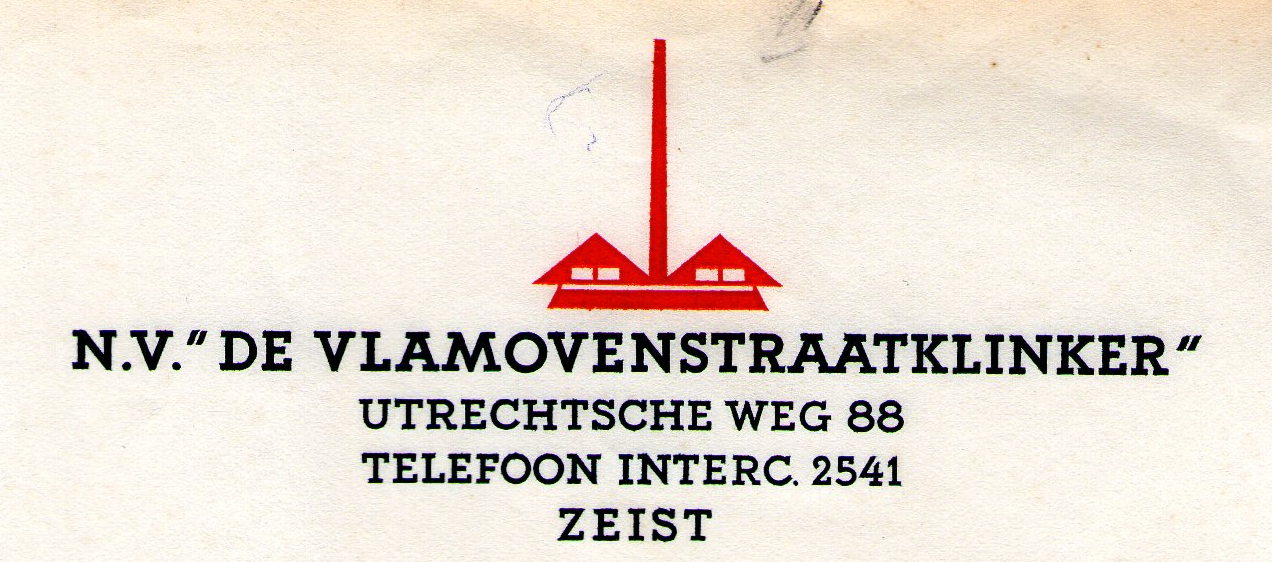 N.V. "DE VLAMOVENSTRAATKLINKER"
UTRECHTSCHE WEG 88
TELEFOON INTERC. 2541
ZEIST